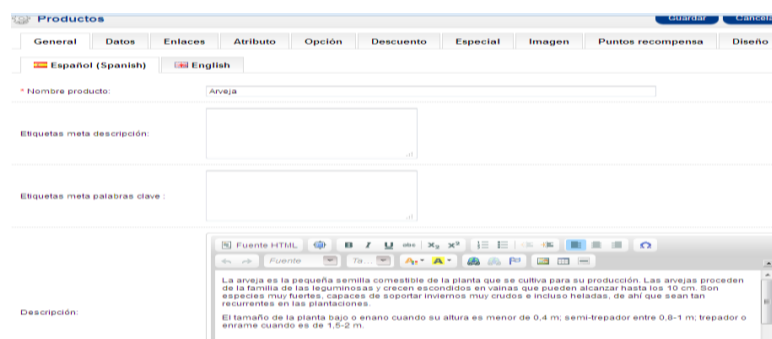 Productos
Guardar Cancela
General Datos Enlaces Atributo Opción Descuento Especial Imagen Puntos recompensa Diseño
Español (Spanish) English
* Nombre producto: Arveja
Etiquetas meta descripción:
Etiquetas meta palabras clave :
Fuente HTML B I U abc X₂ X²
Fuente Ta...
La arveja es la pequeña semilla comestible de la planta que se cultiva para su producción. Las arvejas proceden
de la familia de las leguminosas y crecen escondidos en vainas que pueden alcanzar hasta los 10 cm. Son
especies muy fuertes, capaces de soportar inviernos muy crudos e incluso heladas, de ahí que sean tan
recurrentes en las plantaciones.
Descripción:
El tamaño de la planta bajo o enano cuando su altura es menor de 0,4 m; semi-trepador entre 0,8-1 m; trepador o
enrame cuando es de 1,5-2 m.